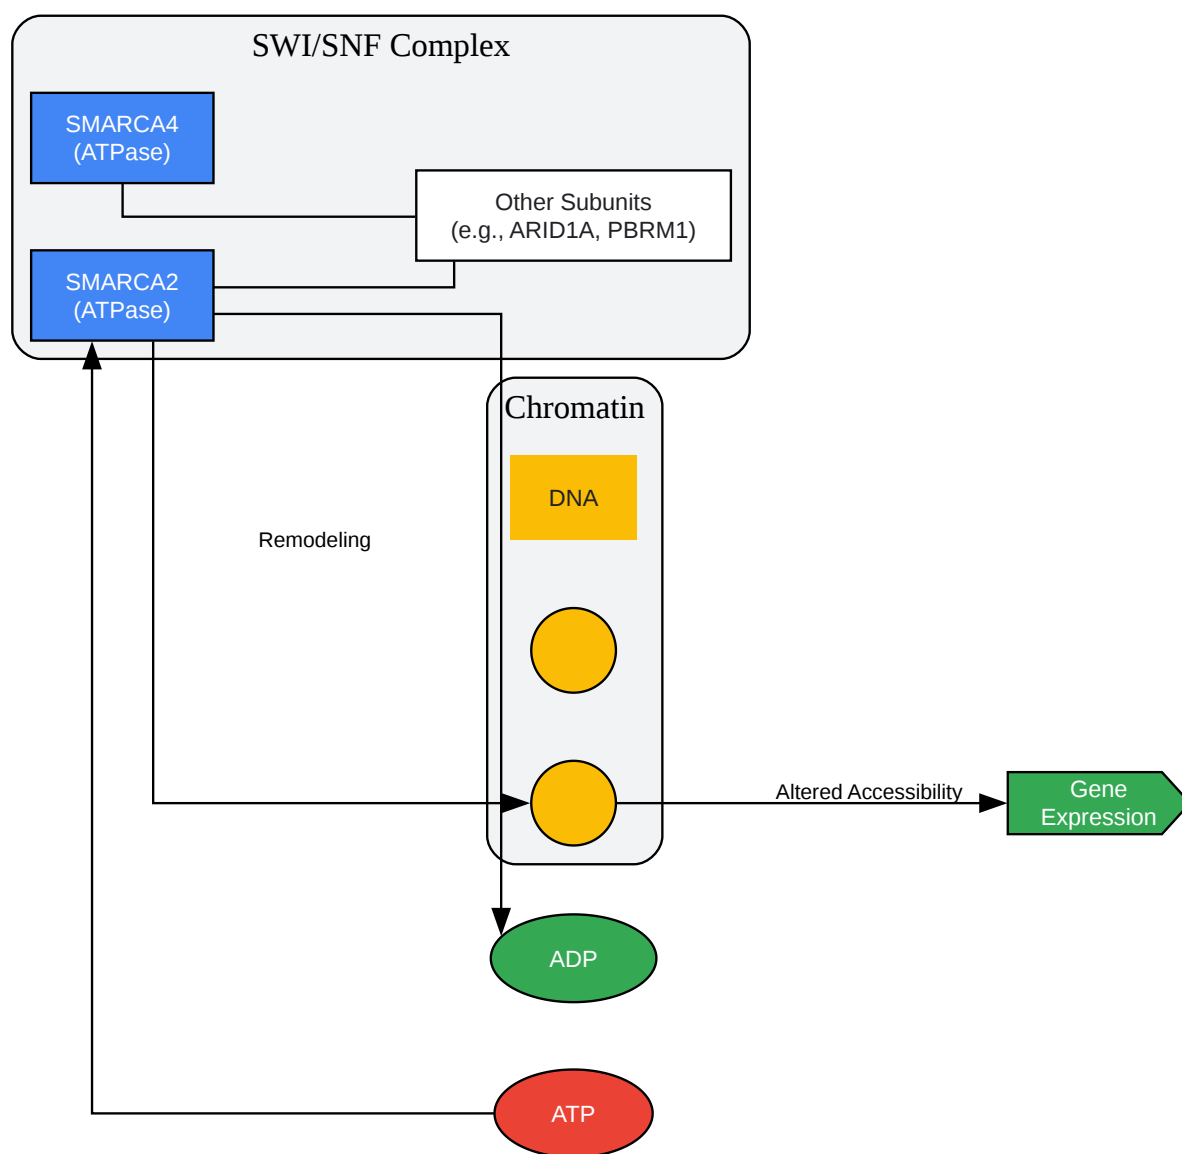 SWI/SNF Complex
SMARCA4
(ATPase)
Other Subunits
(e.g., ARID1A, PBRM1)
SMARCA2
(ATPase)
Chromatin
DNA
Remodeling
Altered Accessibility
Gene
Expression
ADP
ATP